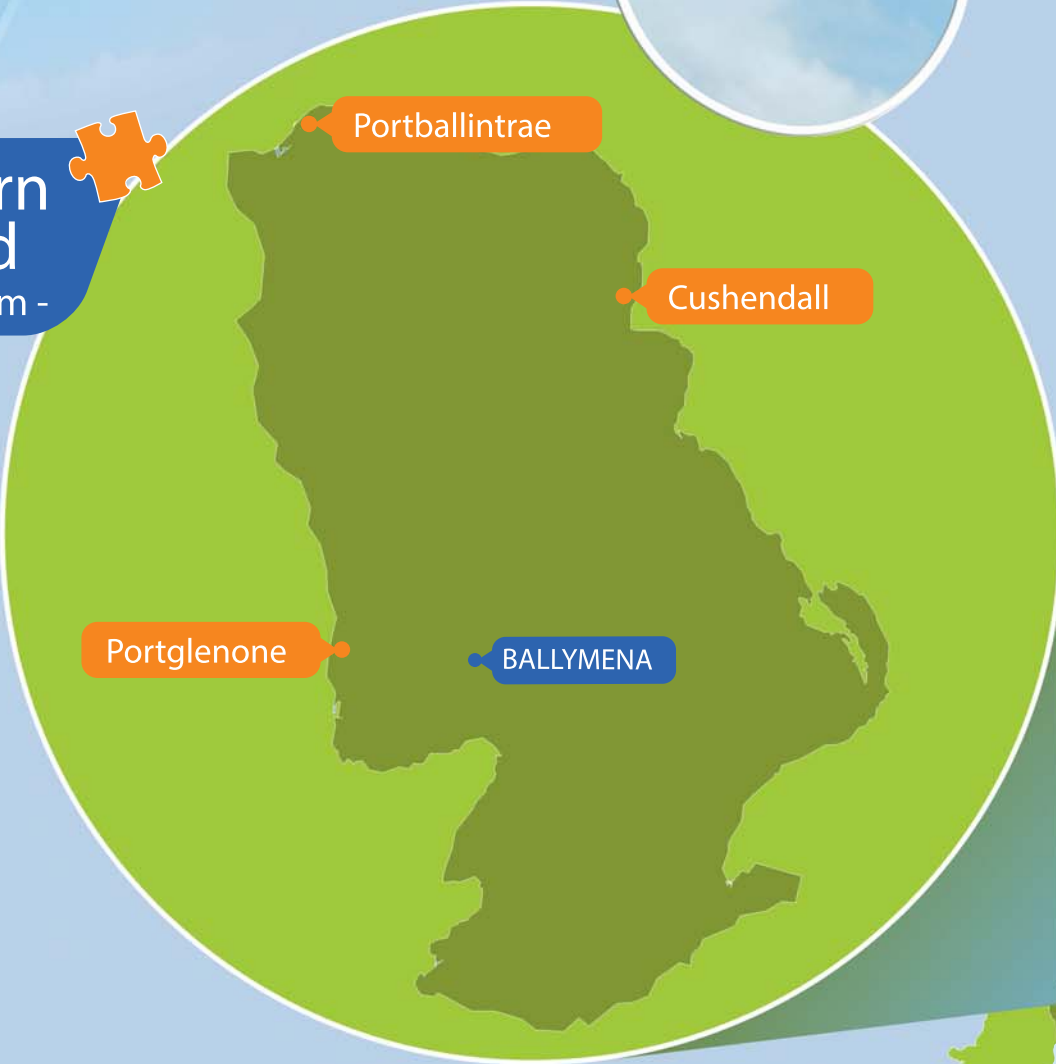 Portballintrae
rn
d
m -
Cushendall
Portglenone
BALLYMENA